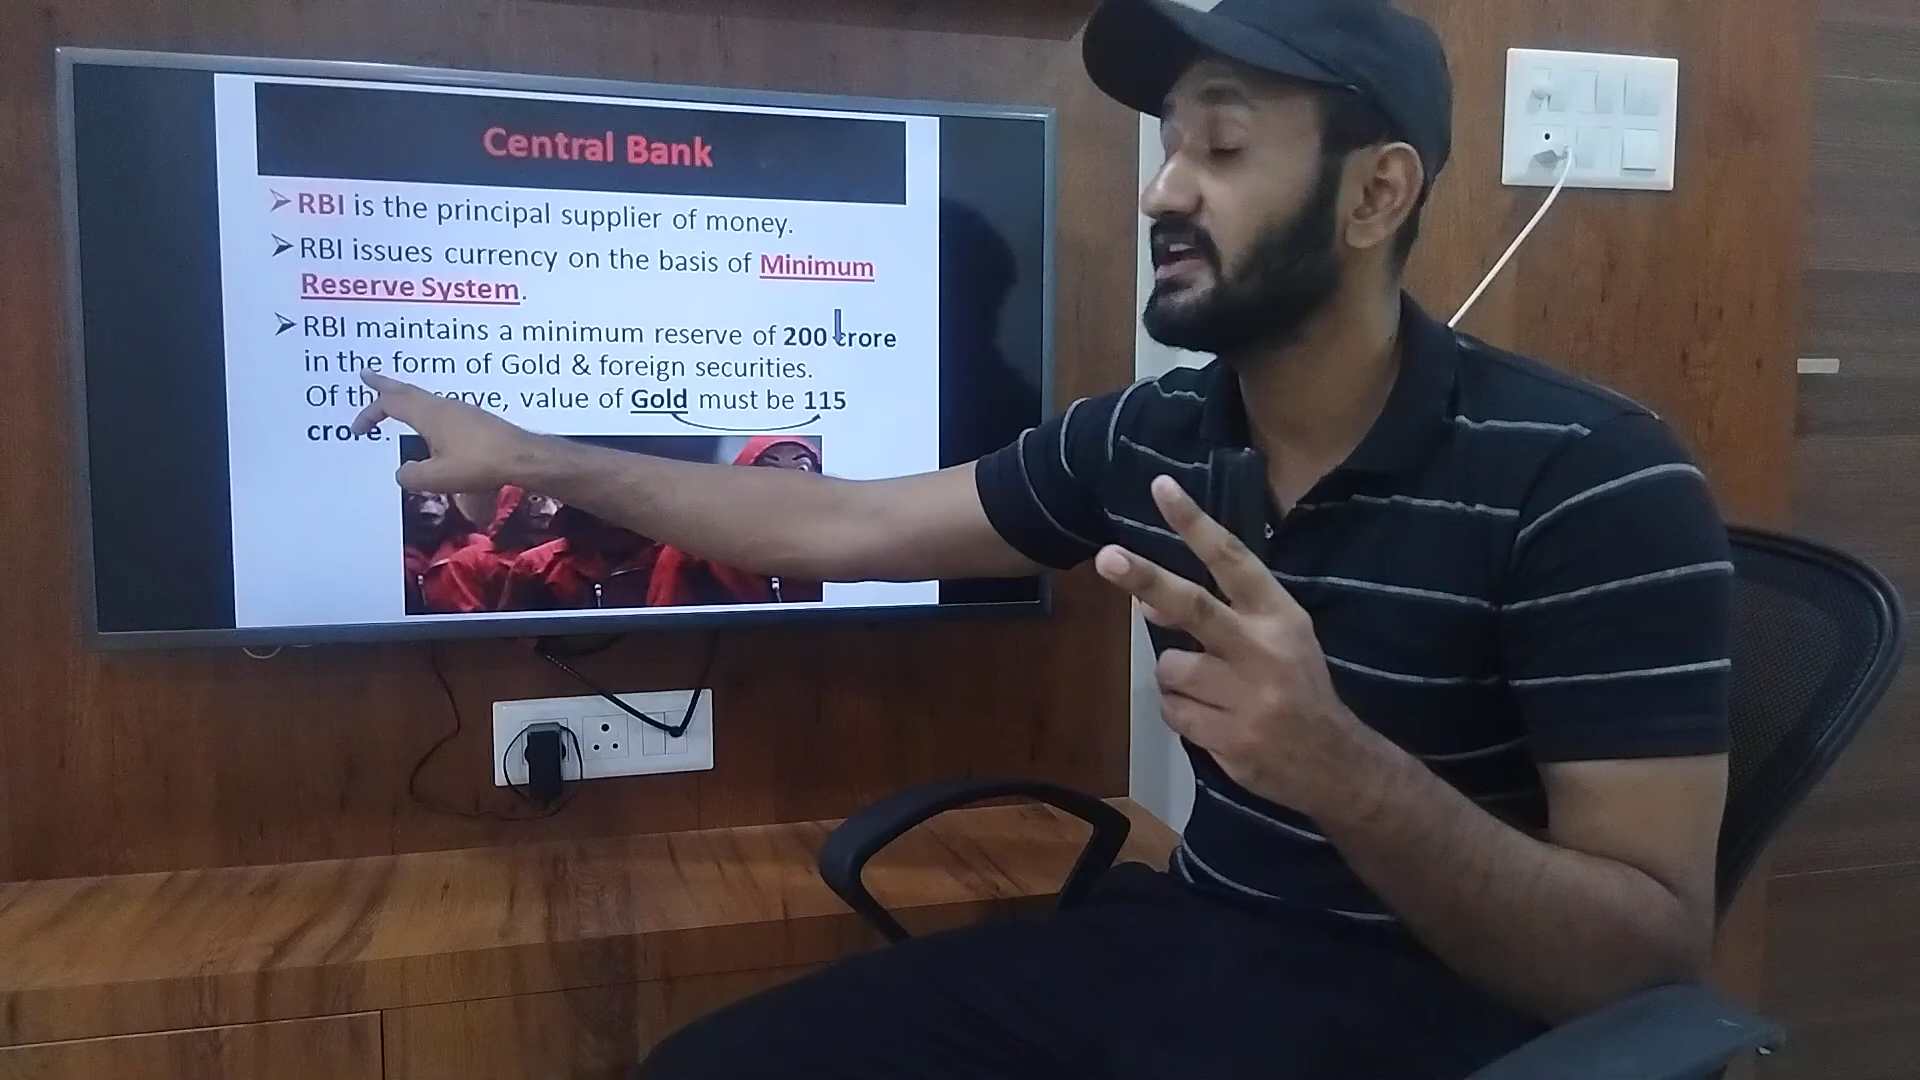 Central Bank
RBI is the principal supplier of money.
RBI issues currency on the basis of Minimum
Reserve System.
RBI maintains a minimum reserve of 200 crore
in the form of Gold & foreign securities.
Of value of Gold must be 115
crore.